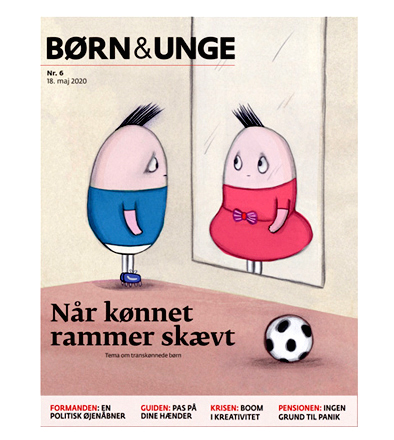 BØRN&UNGE
Nr. 6
18. maj 2020
Når kønnet
rammer skævt
Tema om transkønnede børn
FORMANDEN: EN
POLITISK ØJENÅBNER
GUIDEN: PAS PÅ
DINE HÆNDER
KRISEN: BOOM
I KREATIVITET
PENSIONEN: INGEN
GRUND TIL PANIK